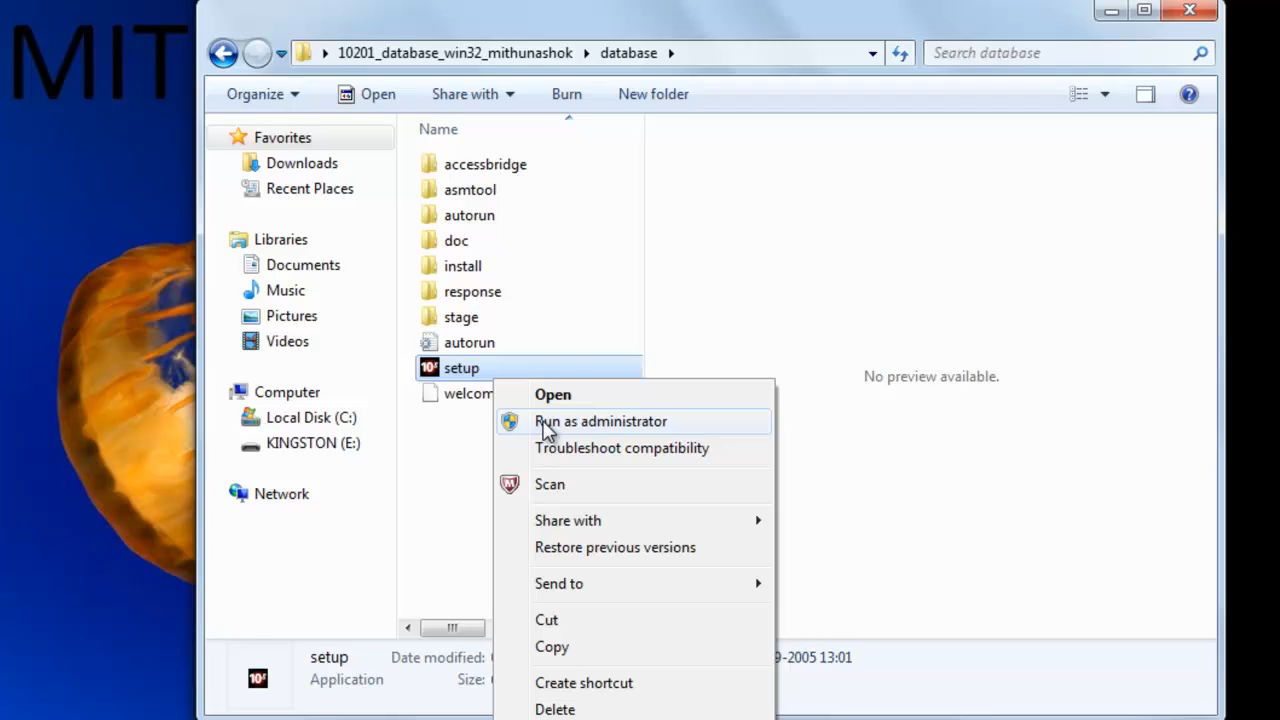 MIT
10201_database_win32_mithunashok
database
Search database
Organize
Open
Share with
Burn
New folder
Favorites
Downloads
Recent Places
Libraries
Documents
Music
Pictures
Videos
Computer
Local Disk (C:)
KINGSTON (E:)
Network
Name
accessbridge
asmtool
autorun
doc
install
response
stage
autorun
setup
welcom
No preview available.
Open
Run as administrator
Troubleshoot compatibility
Scan
Share with
Restore previous versions
Send to
Cut
Copy
Create shortcut
Delete
setup
Date modified:
9-2005 13:01
Application
Size: